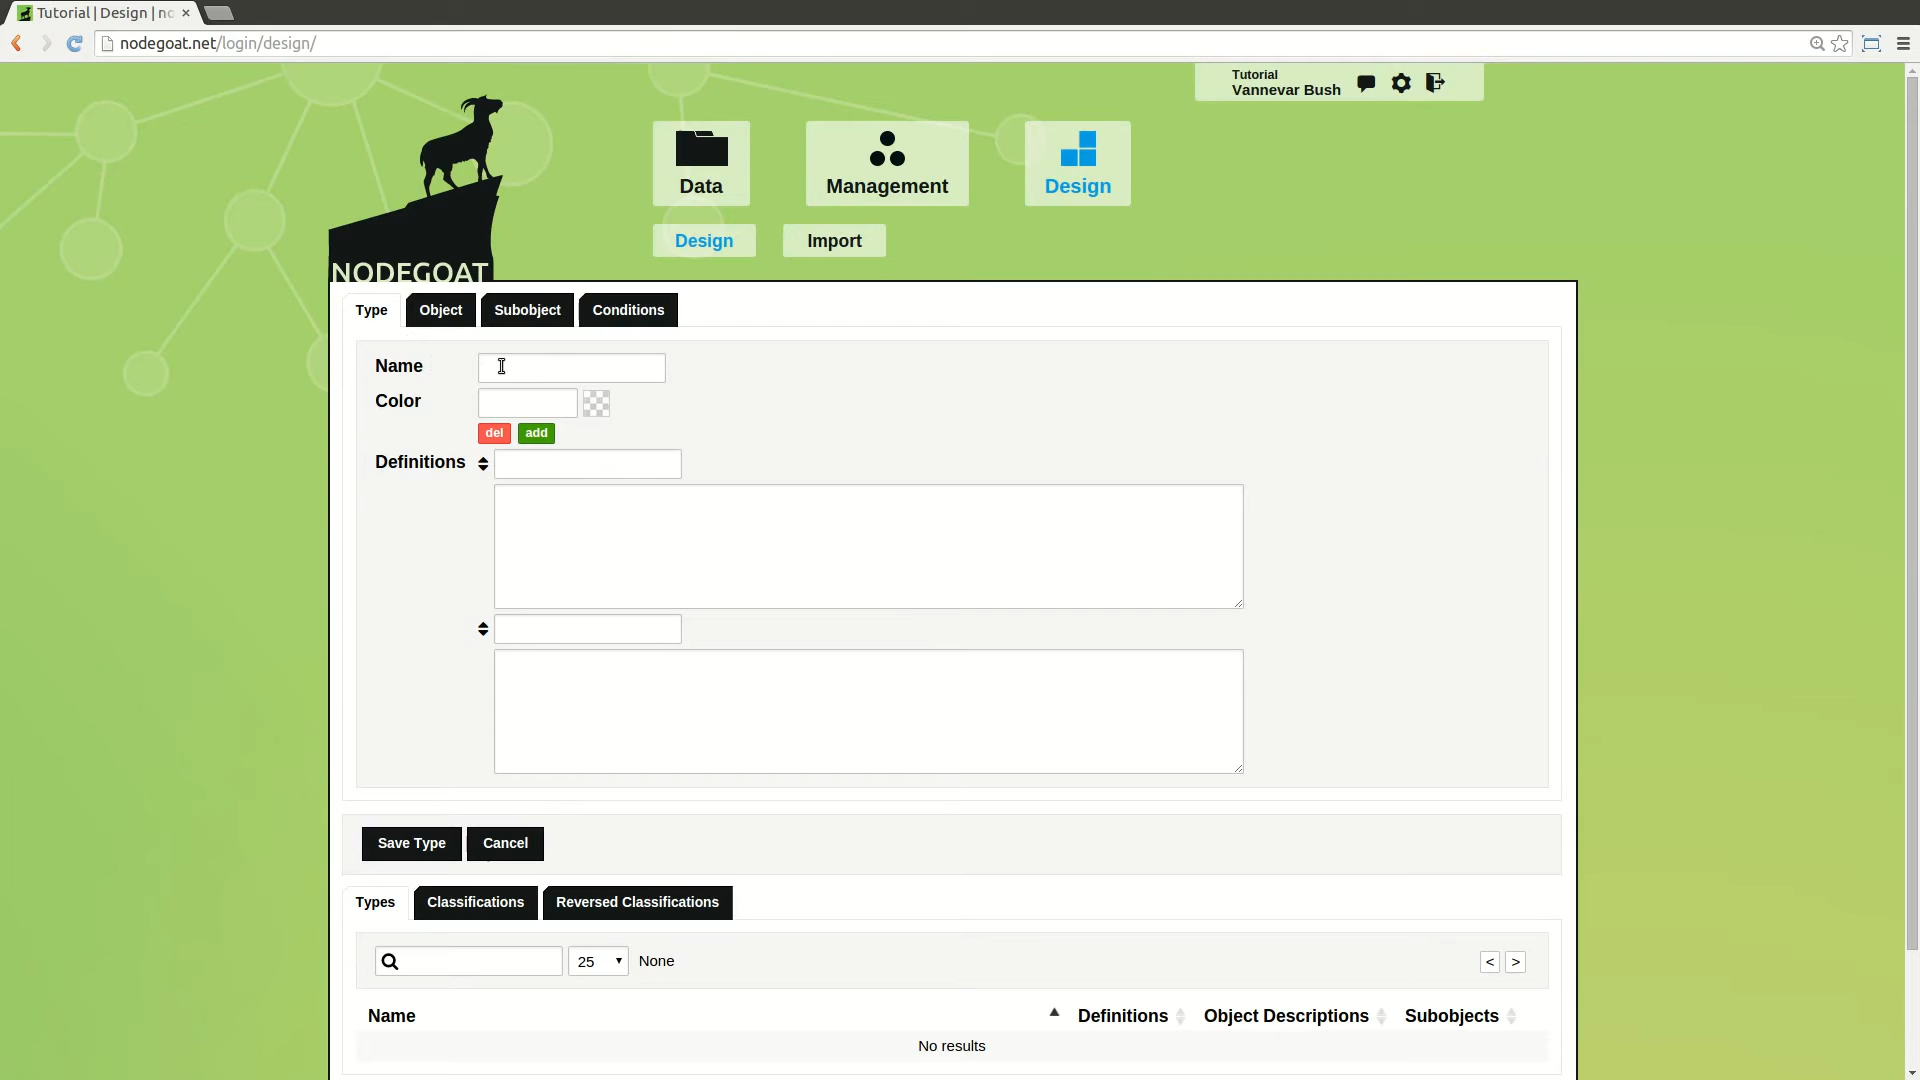 Tutorial | Design | no
nodegoat.net/login/design/
Tutorial
Vannevar Bush
Data
Management
Design
Design
Import
NODEGOAT
Type
Object
Subobject
Conditions
Name
Color
del
add
Definitions
Save Type
Cancel
Types
Classifications
Reversed Classifications
25
None
<
>
Name
Definitions
Object Descriptions
Subobjects
No results